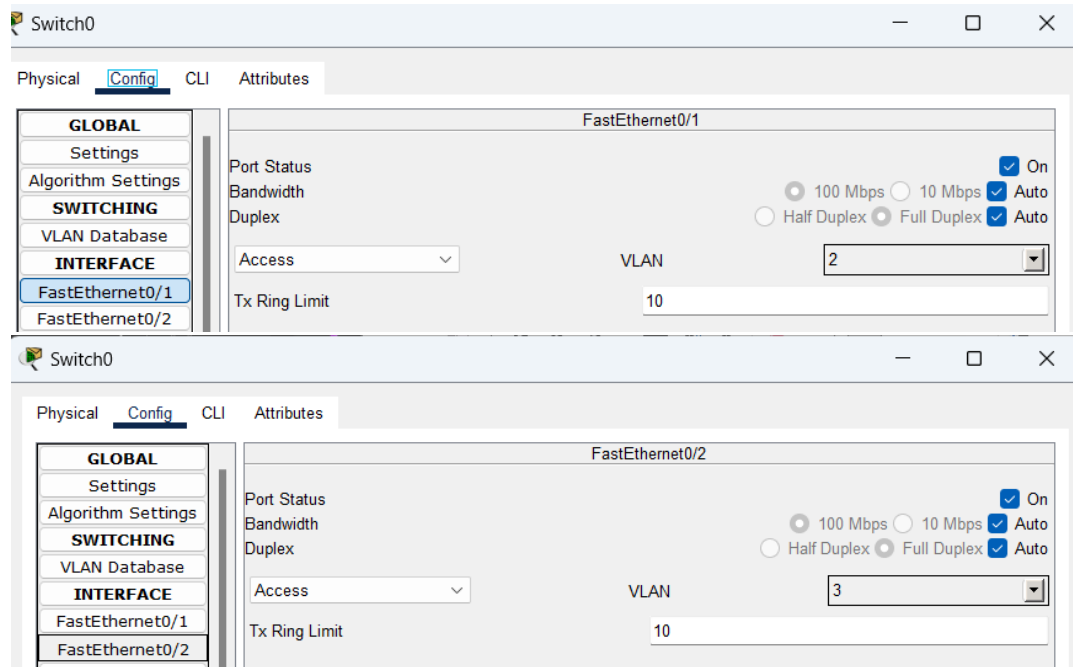 Switch0
Physical Config CLI Attributes
GLOBAL
Settings
Algorithm Settings
SWITCHING
VLAN Database
INTERFACE
FastEthernet0/1
FastEthernet0/2
FastEthernet0/1
Port Status On
Bandwidth 100 Mbps 10 Mbps Auto
Duplex Half Duplex Full Duplex Auto
Access VLAN 2
Tx Ring Limit 10
Switch0
Physical Config CLI Attributes
GLOBAL
Settings
Algorithm Settings
SWITCHING
VLAN Database
INTERFACE
FastEthernet0/1
FastEthernet0/2
FastEthernet0/2
Port Status On
Bandwidth 100 Mbps 10 Mbps Auto
Duplex Half Duplex Full Duplex Auto
Access VLAN 3
Tx Ring Limit 10